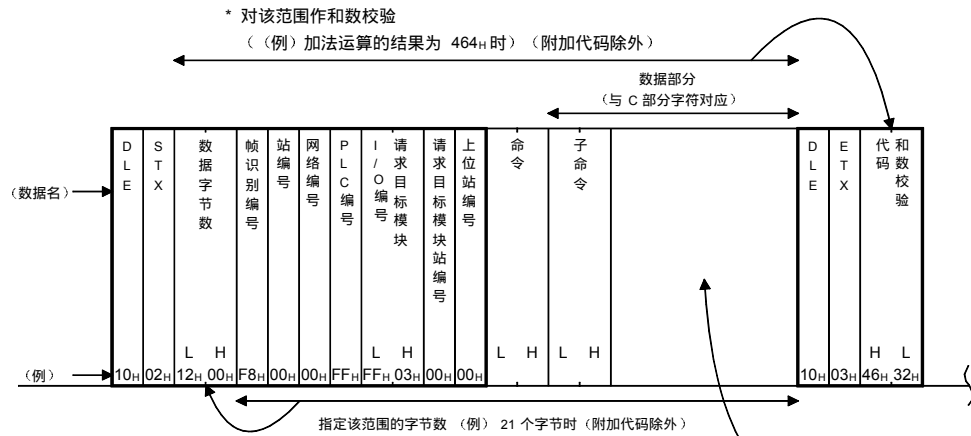 * 对该范围作和数校验
（（例）加法运算的结果为 464H 时）（附加代码除外）
数据部分
（与 C 部分字符对应）
（数据名）
DLE
STX
数据字节数
帧识别编号
站编号
网络编号
PLC编号
请求目标模块
I/O编号
请求目标模块站编号
上位站编号
命令
子命令
DLE
ETX
和数校验
代码
L H
L H
L H
L H
H L
（例）
10H 02H 12H 00H F8H 00H 00H FFH FFH 03H 00H 00H
10H 03H 46H 32H
指定该范围的字节数 （例） 21 个字节时（附加代码除外）